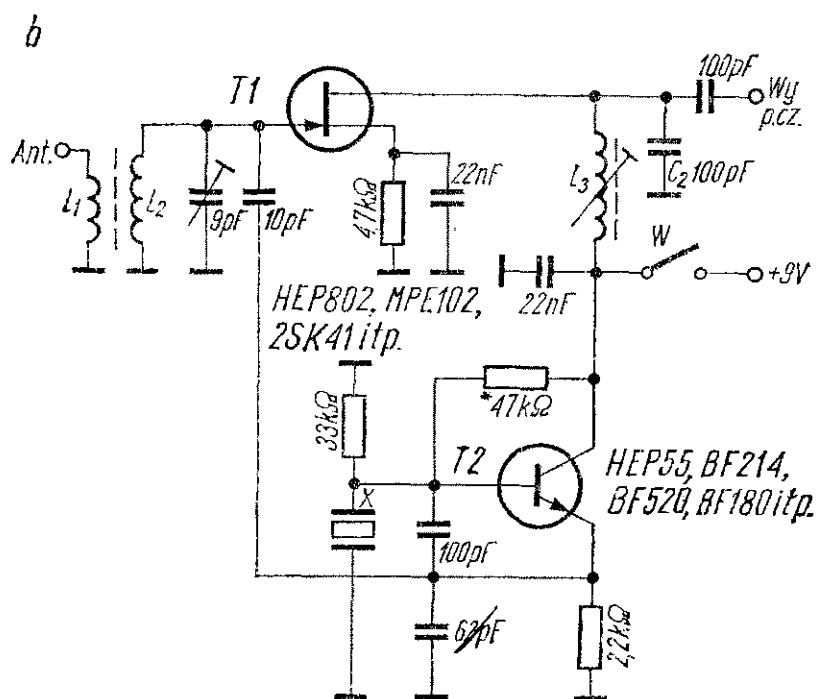 b
T1
100pF
Wy
p.cz.
Ant.
l1
l2
9pF
10pF
4,7kΩ
22nF
l3
C2 100pF
W
+9V
22nF
HEP802, MPE102,
2SK41 itp.
33kΩ
*47kΩ
T2
X
HEP55, BF214,
BF520, BF180 itp.
100pF
62pF
2,2kΩ